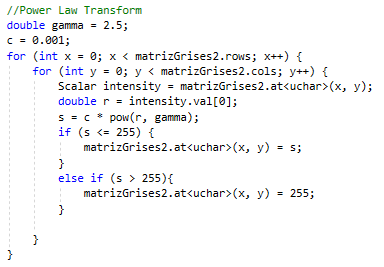 //Power Law Transform
double gamma = 2.5;
c = 0.001;
for (int x = 0; x < matrizGrises2.rows; x++) {
    for (int y = 0; y < matrizGrises2.cols; y++) {
        Scalar intensity = matrizGrises2.at<uchar>(x, y);
        double r = intensity.val[0];
        s = c * pow(r, gamma);
        if (s <= 255) {
            matrizGrises2.at<uchar>(x, y) = s;
        }
        else if (s > 255){
            matrizGrises2.at<uchar>(x, y) = 255;
        }
    }
}